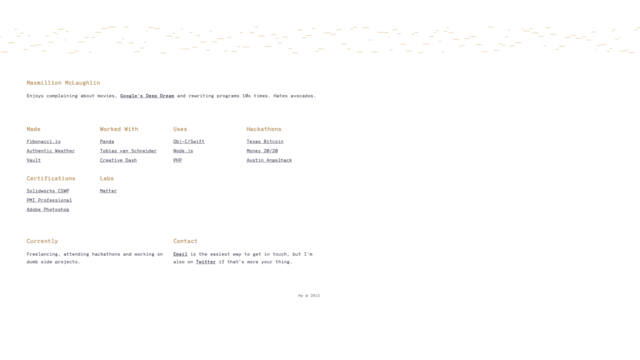 Maxmillion McLaughlin
Enjoys complaining about movies, Google's Deep Dream and rewriting programs 10x times. Hates avocados.
Made
Fibonacci.io
Authentic Weather
Vault
Worked With
Panda
Tobias van Schneider
Creative Dash
Uses
Obj-C/Swift
Node.js
PHP
Hackathons
Texas Bitcoin
Money 20/20
Austin Angelhack
Certifications
Solidworks CSWP
PMI Professional
Adobe Photoshop
Labs
Matter
Currently
Freelancing, attending hackathons and working on
dumb side projects.
Contact
Email is the easiest way to get in touch, but I'm
also on Twitter if that's more your thing.
© 2015